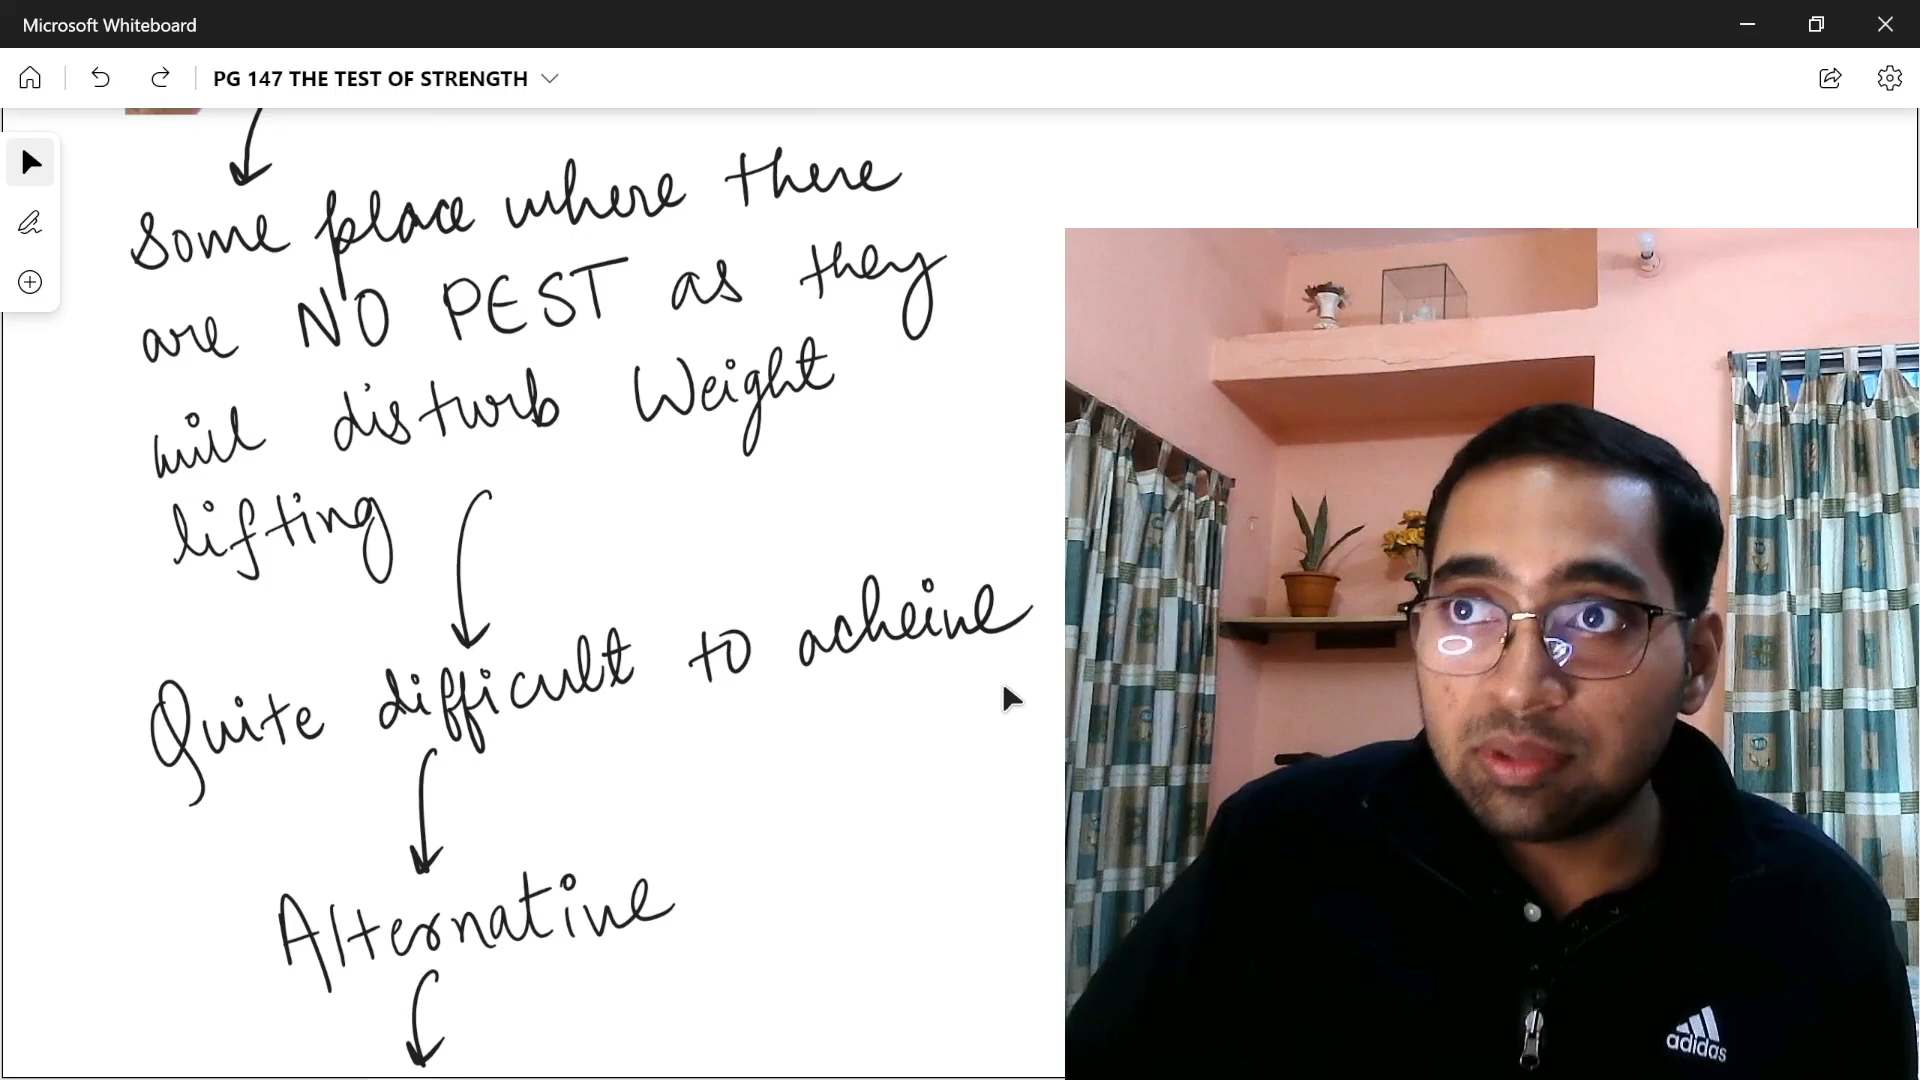 Microsoft Whiteboard
PG 147 THE TEST OF STRENGTH
Some place where there
are NO PEST as they
will disturb Weight
lifting
Quite difficult to acheive
Alternative
adidas